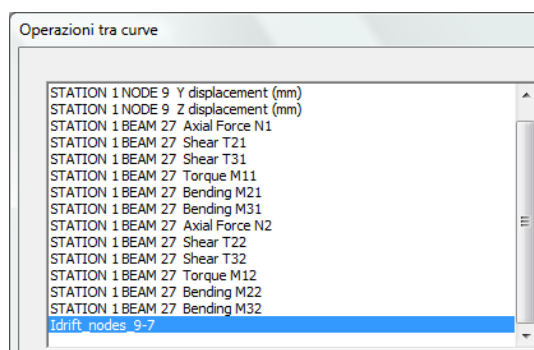 Operazioni tra curve
STATION 1 NODE 9 Y displacement (mm)
STATION 1 NODE 9 Z displacement (mm)
STATION 1 BEAM 27 Axial Force N1
STATION 1 BEAM 27 Shear T21
STATION 1 BEAM 27 Shear T31
STATION 1 BEAM 27 Torque M11
STATION 1 BEAM 27 Bending M21
STATION 1 BEAM 27 Bending M31
STATION 1 BEAM 27 Axial Force N2
STATION 1 BEAM 27 Shear T22
STATION 1 BEAM 27 Shear T32
STATION 1 BEAM 27 Torque M12
STATION 1 BEAM 27 Bending M22
STATION 1 BEAM 27 Bending M32
Idrift_nodes_9-7